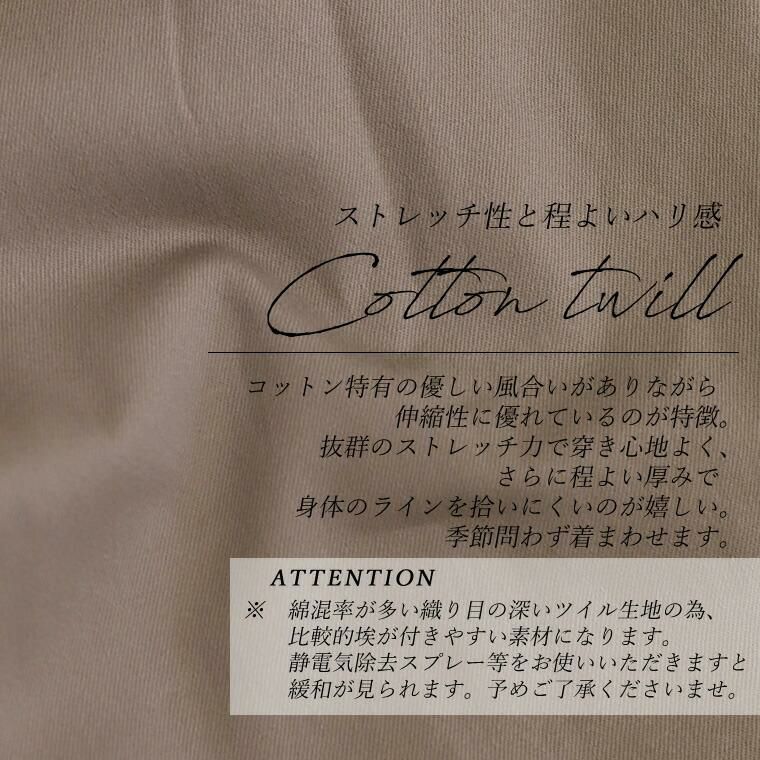 ストレッチ性と程よいハリ感
Cotton twill
コットン特有の優しい風合いがありながら
伸縮性に優れているのが特徴。
抜群のストレッチ力で穿き心地よく、
さらに程よい厚みで
身体のラインを拾いにくいのが嬉しい。
季節問わず着まわせます。
ATTENTION
※ 綿混率が多い織り目の深いツイル生地の為、
比較的埃が付きやすい素材になります。
静電気除去スプレー等をお使いいただきますと
緩和が見られます。予めご了承くださいませ。